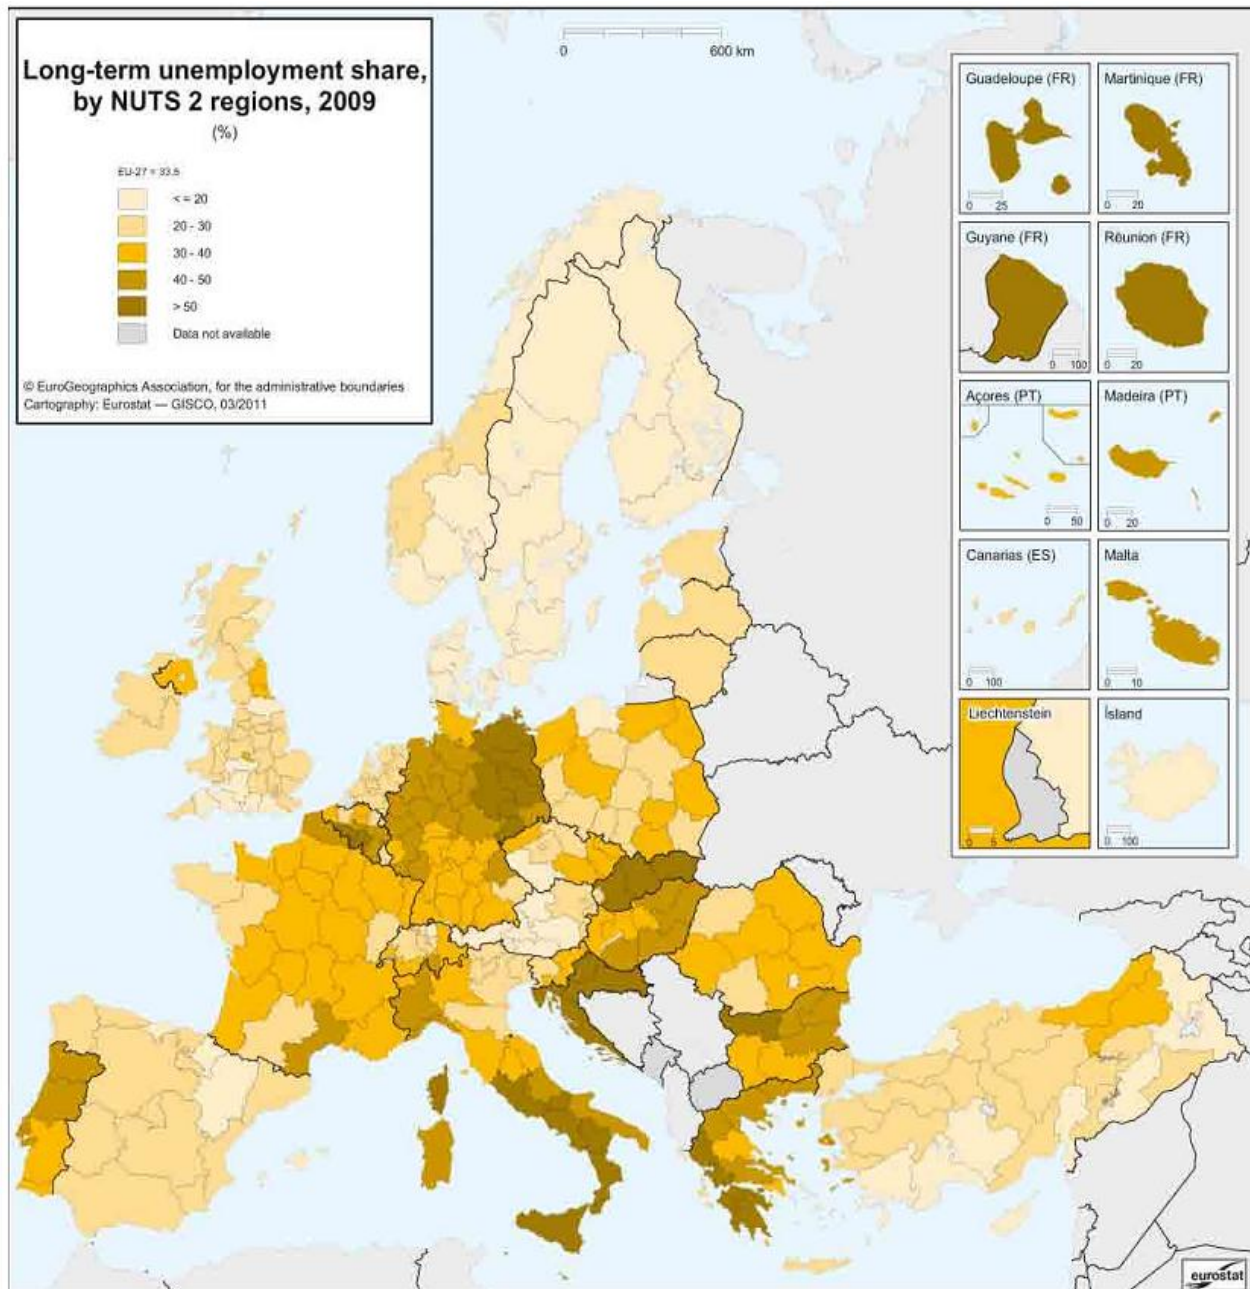 Long-term unemployment share,
by NUTS 2 regions, 2009
(%)
EU-27 = 33.5
< = 20
20 - 30
30 - 40
40 - 50
> 50
Data not available
© EuroGeographics Association, for the administrative boundaries
Cartography: Eurostat — GISCO, 03/2011
0 600 km
Guadeloupe (FR)
0 25
Martinique (FR)
0 20
Guyane (FR)
0 100
Réunion (FR)
0 20
Açores (PT)
0 50
Madeira (PT)
0 20
Canarias (ES)
0 100
Malta
0 10
Liechtenstein
0 5
Ísland
0 100
eurostat